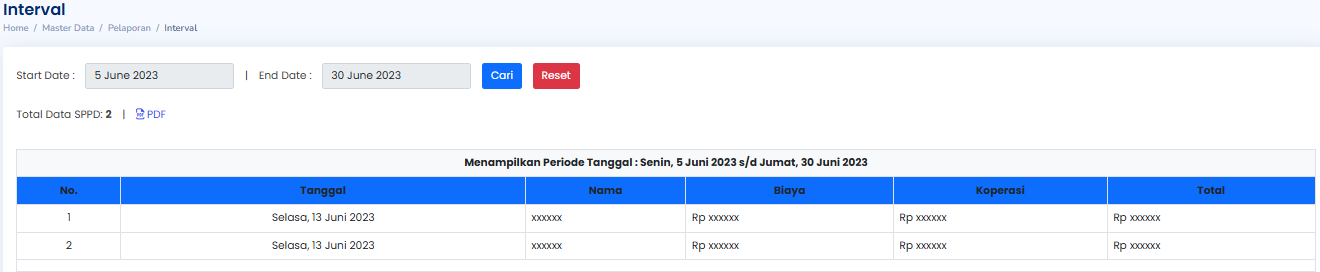 Interval
Home / Master Data / Pelaporan / Interval
Start Date : 5 June 2023 | End Date : 30 June 2023 Cari Reset
Total Data SPPD: 2 | PDF
Menampilkan Periode Tanggal : Senin, 5 Juni 2023 s/d Jumat, 30 Juni 2023
No. Tanggal Nama Biaya Koperasi Total
1 Selasa, 13 Juni 2023 xxxxxx Rp xxxxxx Rp xxxxxx Rp xxxxxx
2 Selasa, 13 Juni 2023 xxxxxx Rp xxxxxx Rp xxxxxx Rp xxxxxx